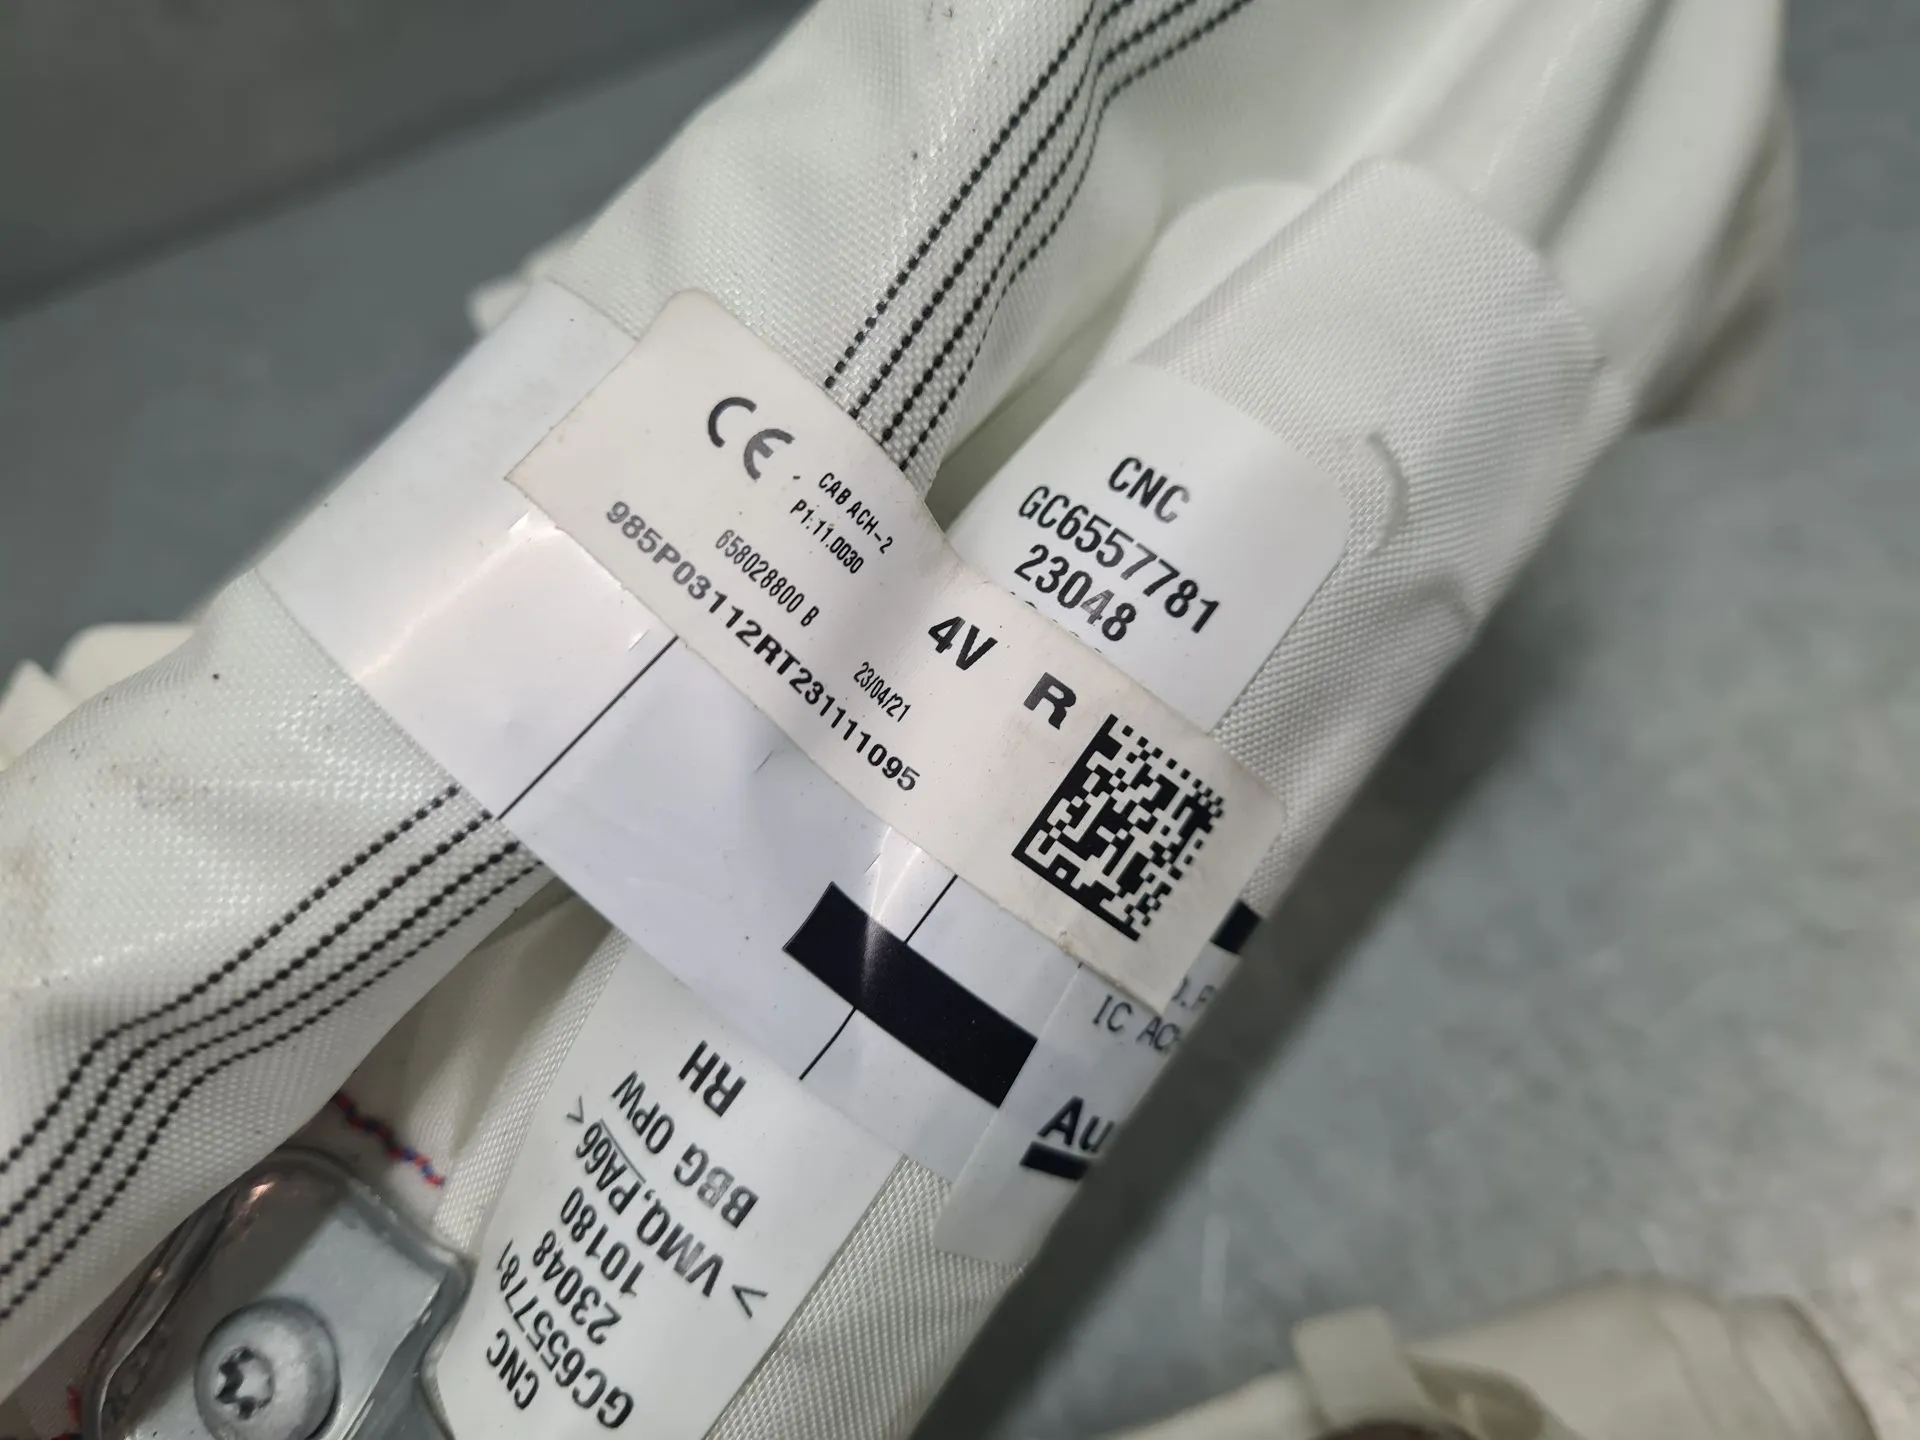 CE
CAB ACH-2
P1.11.0030
658028800 B
985P03112RT231111095
23/04/21
4V R
CNC
GC6557781
23048
IC
Au
RH
BBG OPW
>VMQ,PA66<
10180
23048
GC6557781
CNC